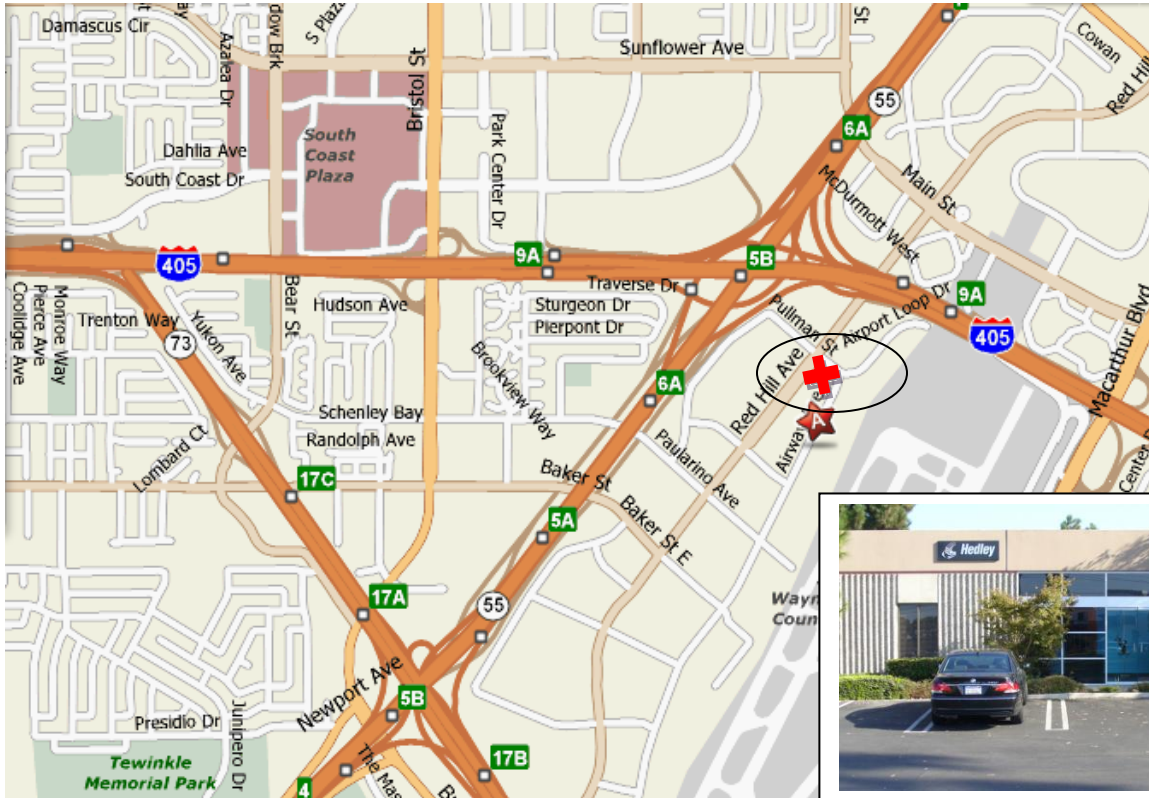 Damascus Cir
S Plaza
St
Sunflower Ave
Cowan
Azalea Dr
Bristol St
55
Red Hill
6A
South
Coast
Plaza
Park Center Dr
Dahlia Ave
South Coast Dr
McDurmott West
Main St
405
9A
5B
Traverse Dr
9A
405
Monroe Way
Pierce Ave
Coolidge Ave
Trenton Way
Yukon Ave
Bear St
Hudson Ave
Sturgeon Dr
Pierpont Dr
Pullman St
Airport Loop Dr
Macarthur Blvd
73
Brookview Way
6A
Red Hill Ave
Schenley Bay
Randolph Ave
A
Lombard Ct
Paularino Ave
17C
Baker St
Baker St E
5A
Hedley
17A
55
Newport Ave
5B
Presidio Dr
Junipero Dr
Tewinkle
Memorial Park
17B
4